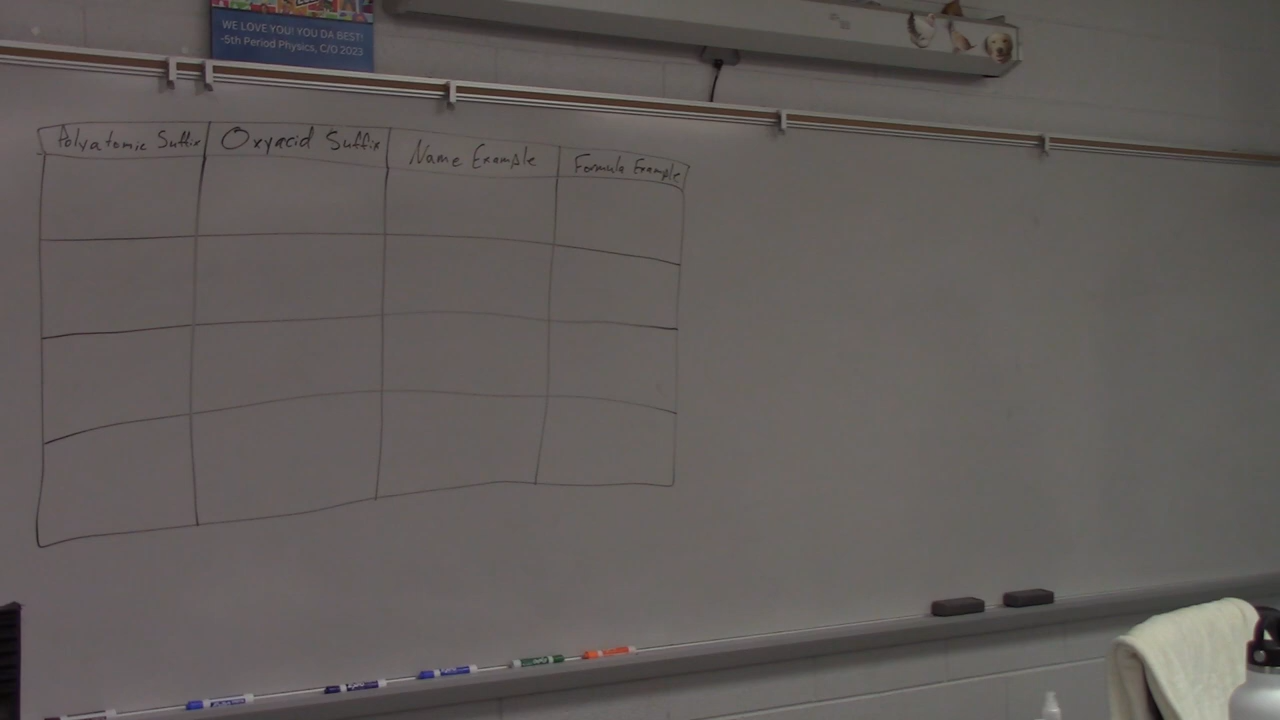 WE LOVE YOU! YOU DA BEST!
-5th Period Physics, C/O 2023
Polyatomic Suffix
Oxyacid Suffix
Name Example
Formula Example